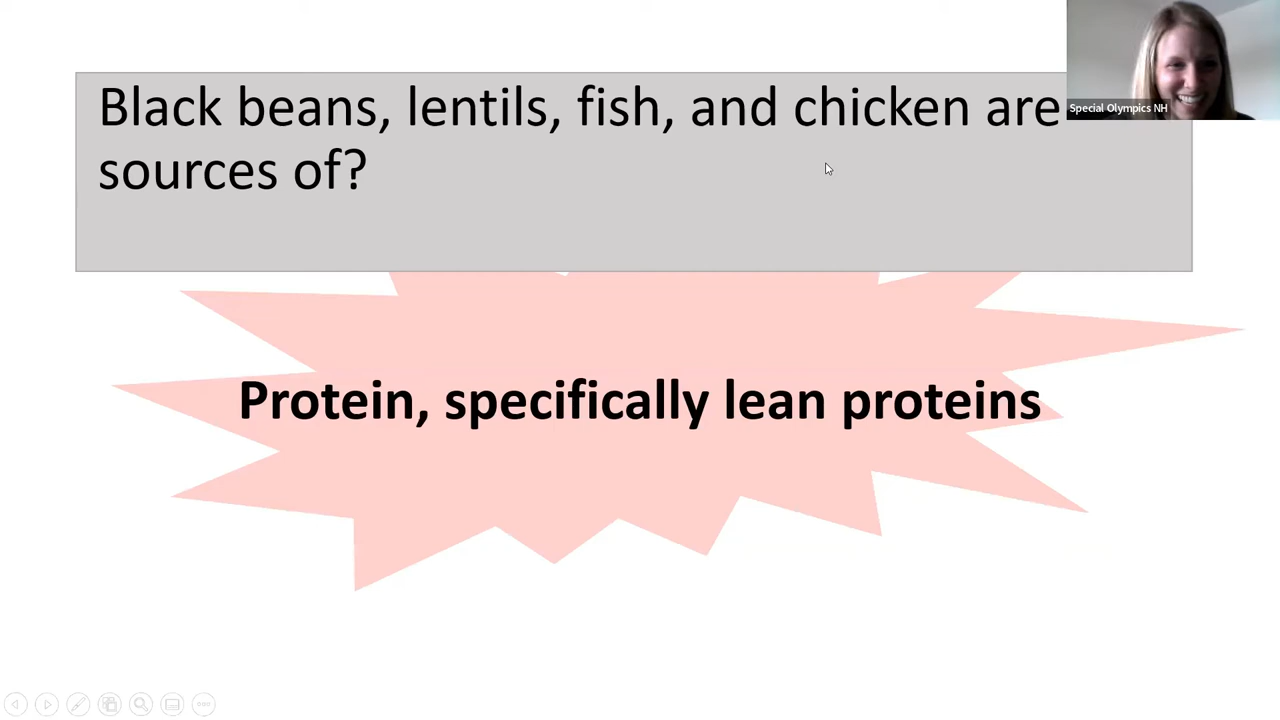 Black beans, lentils, fish, and chicken are
sources of?
Special Olympics NH
Protein, specifically lean proteins